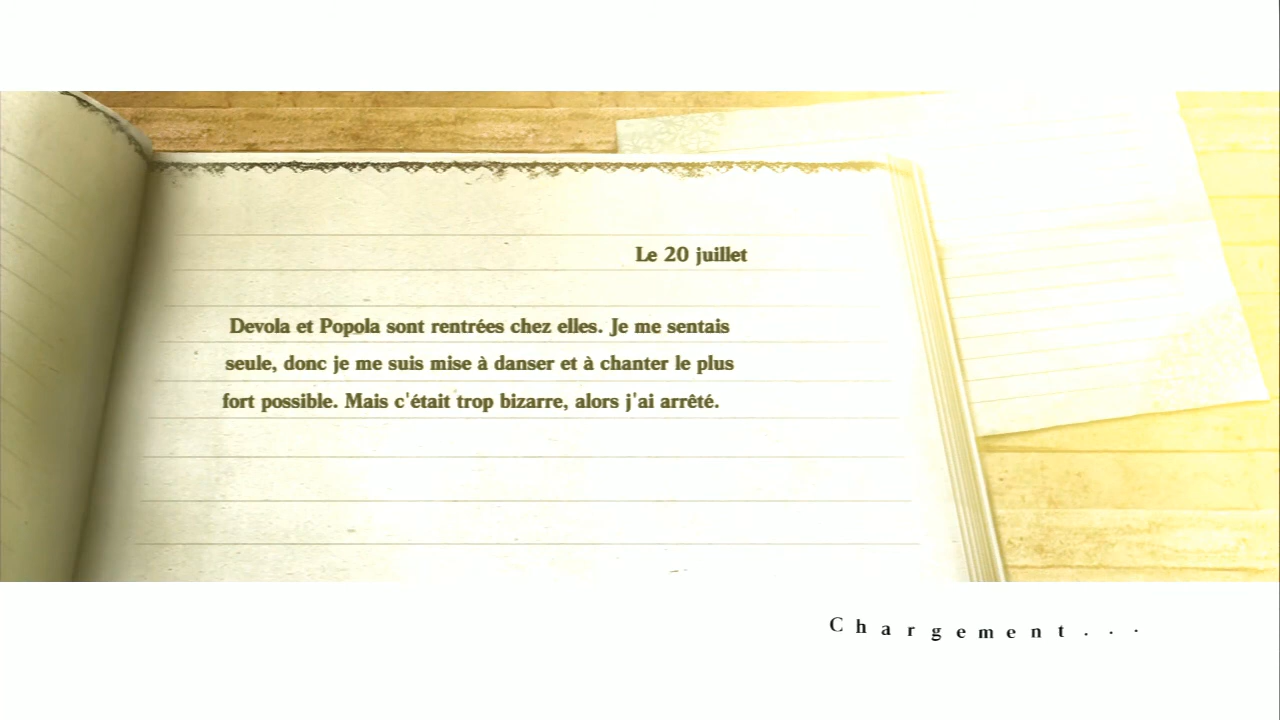 Le 20 juillet
Devola et Popola sont rentrées chez elles. Je me sentais
seule, donc je me suis mise à danser et à chanter le plus
fort possible. Mais c'était trop bizarre, alors j'ai arrêté.
Chargement...